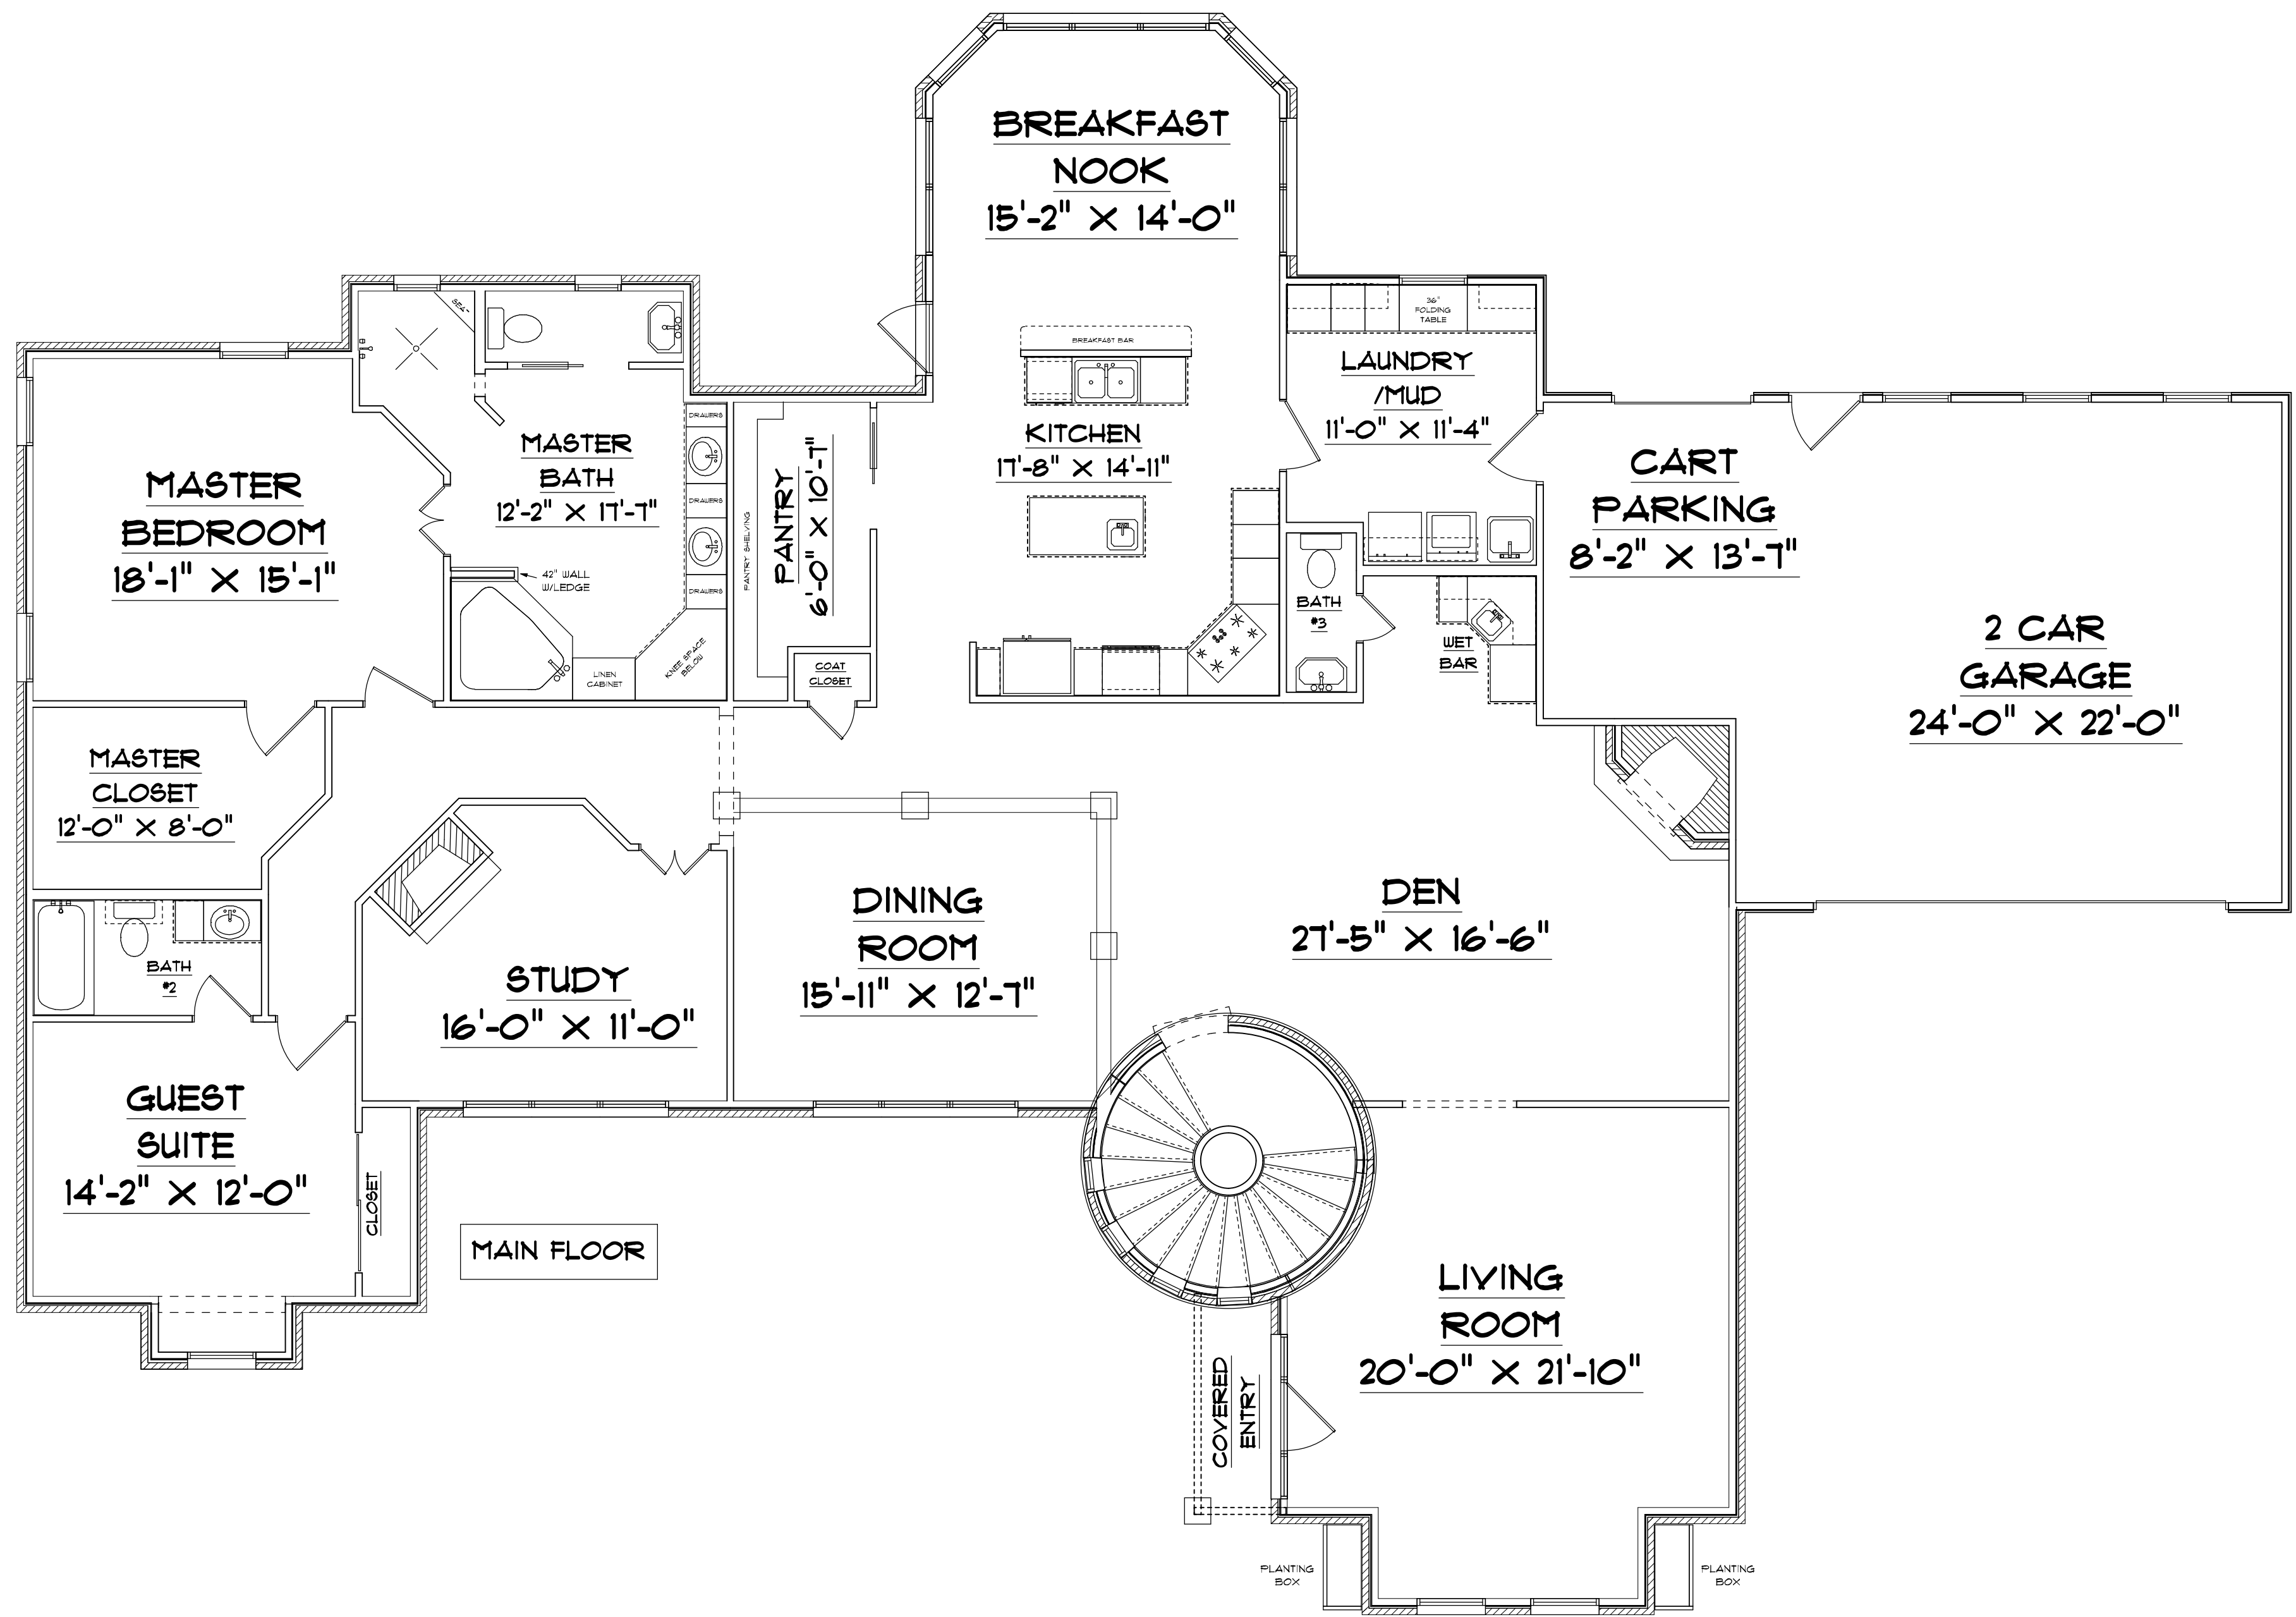 BREAKFAST
NOOK
15'-2" X 14'-0"
SEAT
36"
FOLDING
TABLE
BREAKFAST BAR
LAUNDRY
/MUD
11'-0" X 11'-4"
KITCHEN
17'-8" X 14'-11"
MASTER
BATH
12'-2" X 17'-7"
DRAWERS
DRAWERS
DRAWERS
PANTRY SHELVING
PANTRY
6'-0" X 10'-7"
MASTER
BEDROOM
18'-1" X 15'-1"
42" WALL
W/LEDGE
LINEN
CABINET
KNEE SPACE
BELOW
COAT
CLOSET
BATH
#3
WET
BAR
CART
PARKING
8'-2" X 13'-7"
2 CAR
GARAGE
24'-0" X 22'-0"
MASTER
CLOSET
12'-0" X 8'-0"
BATH
#2
STUDY
16'-0" X 11'-0"
DINING
ROOM
15'-11" X 12'-7"
DEN
27'-5" X 16'-6"
GUEST
SUITE
14'-2" X 12'-0"
CLOSET
MAIN FLOOR
LIVING
ROOM
20'-0" X 21'-10"
COVERED
ENTRY
PLANTING
BOX
PLANTING
BOX